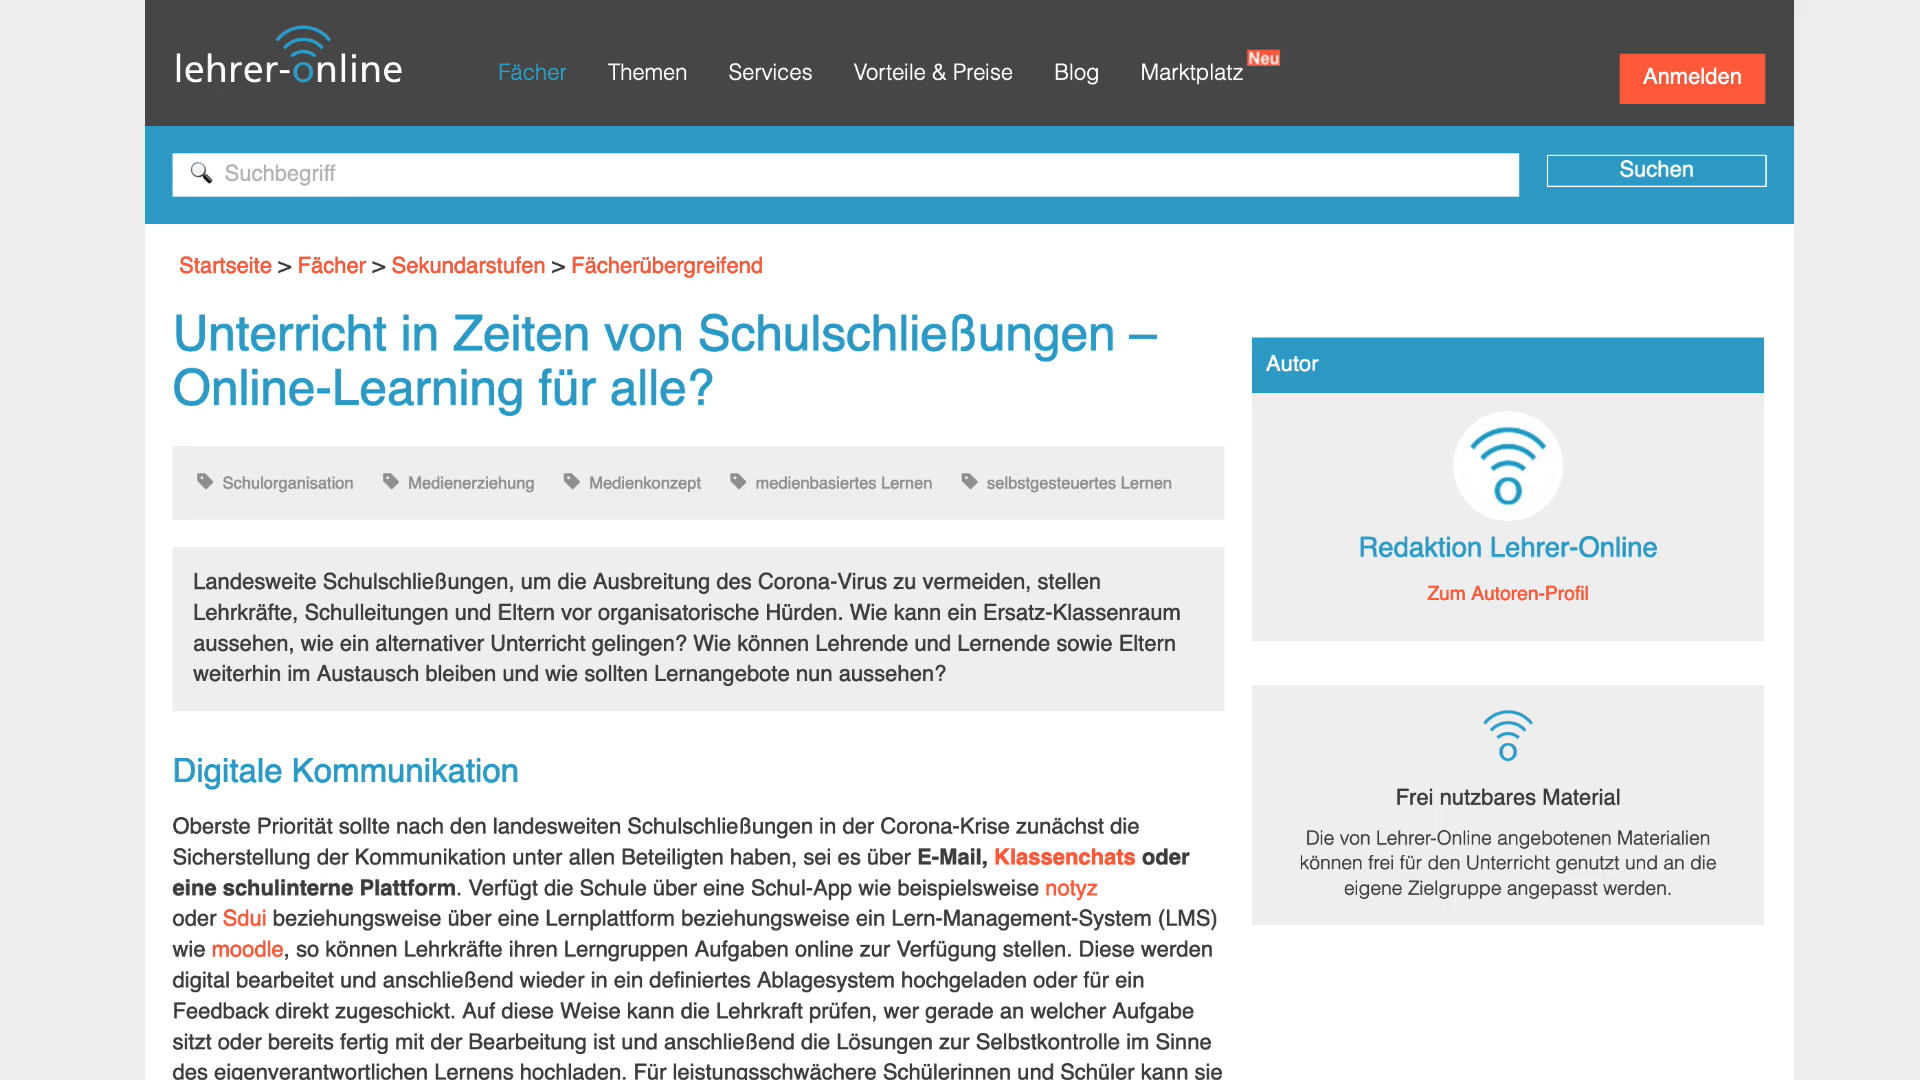 lehrer-online
Fächer Themen Services Vorteile & Preise Blog Marktplatz Neu
Anmelden
Suchbegriff
Suchen
Startseite > Fächer > Sekundarstufen > Fächerübergreifend
Unterricht in Zeiten von Schulschließungen –
Online-Learning für alle?
Schulorganisation Medienerziehung Medienkonzept medienbasiertes Lernen selbstgesteuertes Lernen
Landesweite Schulschließungen, um die Ausbreitung des Corona-Virus zu vermeiden, stellen
Lehrkräfte, Schulleitungen und Eltern vor organisatorische Hürden. Wie kann ein Ersatz-Klassenraum
aussehen, wie ein alternativer Unterricht gelingen? Wie können Lehrende und Lernende sowie Eltern
weiterhin im Austausch bleiben und wie sollten Lernangebote nun aussehen?
Digitale Kommunikation
Oberste Priorität sollte nach den landesweiten Schulschließungen in der Corona-Krise zunächst die
Sicherstellung der Kommunikation unter allen Beteiligten haben, sei es über E-Mail, Klassenchats oder
eine schulinterne Plattform. Verfügt die Schule über eine Schul-App wie beispielsweise notyz
oder Sdui beziehungsweise über eine Lernplattform beziehungsweise ein Lern-Management-System (LMS)
wie moodle, so können Lehrkräfte ihren Lerngruppen Aufgaben online zur Verfügung stellen. Diese werden
digital bearbeitet und anschließend wieder in ein definiertes Ablagesystem hochgeladen oder für ein
Feedback direkt zugeschickt. Auf diese Weise kann die Lehrkraft prüfen, wer gerade an welcher Aufgabe
sitzt oder bereits fertig mit der Bearbeitung ist und anschließend die Lösungen zur Selbstkontrolle im Sinne
des eigenverantwortlichen Lernens hochladen. Für leistungsschwächere Schülerinnen und Schüler kann sie
Autor
Redaktion Lehrer-Online
Zum Autoren-Profil
Frei nutzbares Material
Die von Lehrer-Online angebotenen Materialien
können frei für den Unterricht genutzt und an die
eigene Zielgruppe angepasst werden.